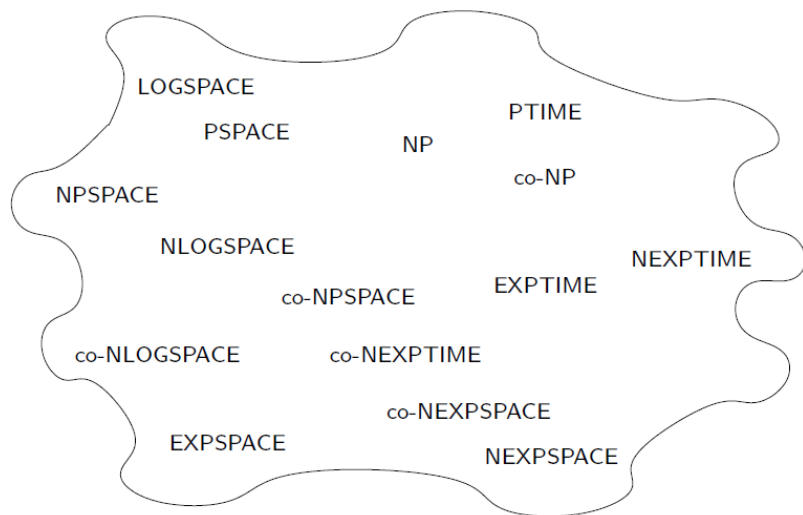 LOGSPACE
PTIME
PSPACE
NP
co-NP
NPSPACE
NLOGSPACE
NEXPTIME
EXPTIME
co-NPSPACE
co-NLOGSPACE
co-NEXPTIME
co-NEXPSPACE
EXPSPACE
NEXPSPACE